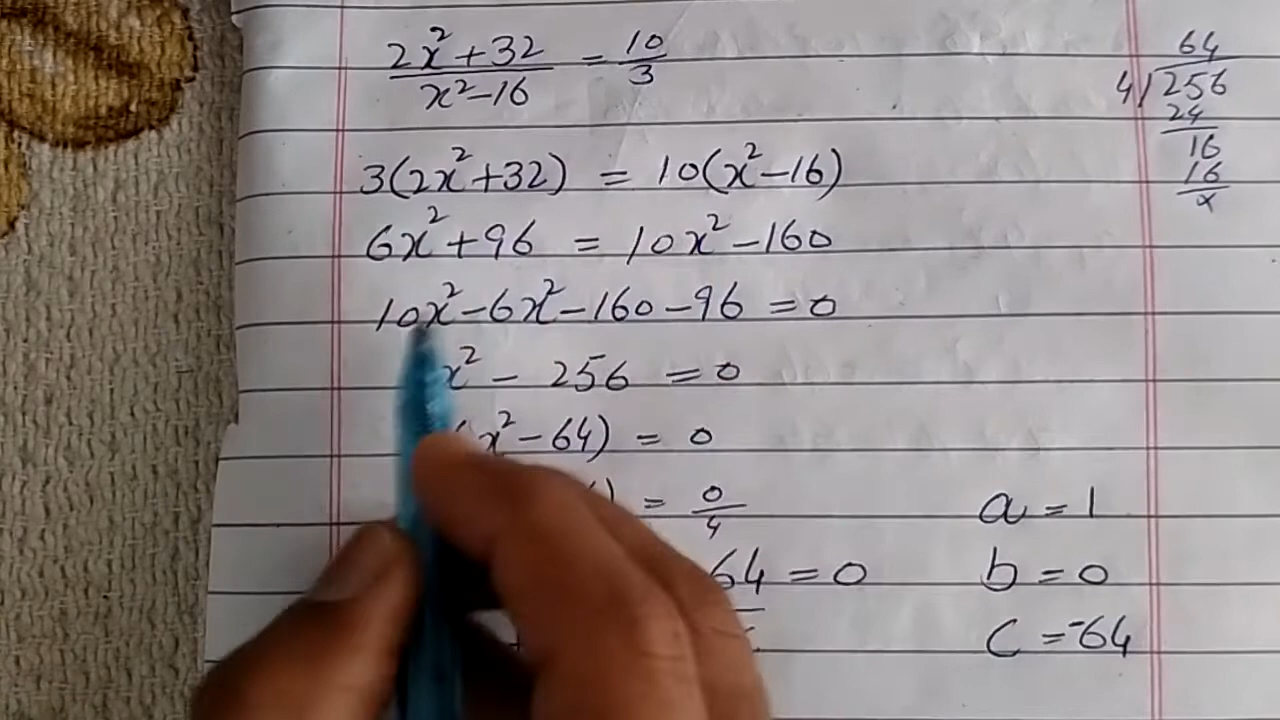 2x²+32 / x²-16 = 10/3
3(2x²+32) = 10(x²-16)
6x²+96 = 10x²-160
10x²-6x²-160-96 = 0
x² - 256 = 0
(x²-64) = 0
= 0/4
64 = 0
a = 1
b = 0
c = -64
64
4) 256
24
16
16
x